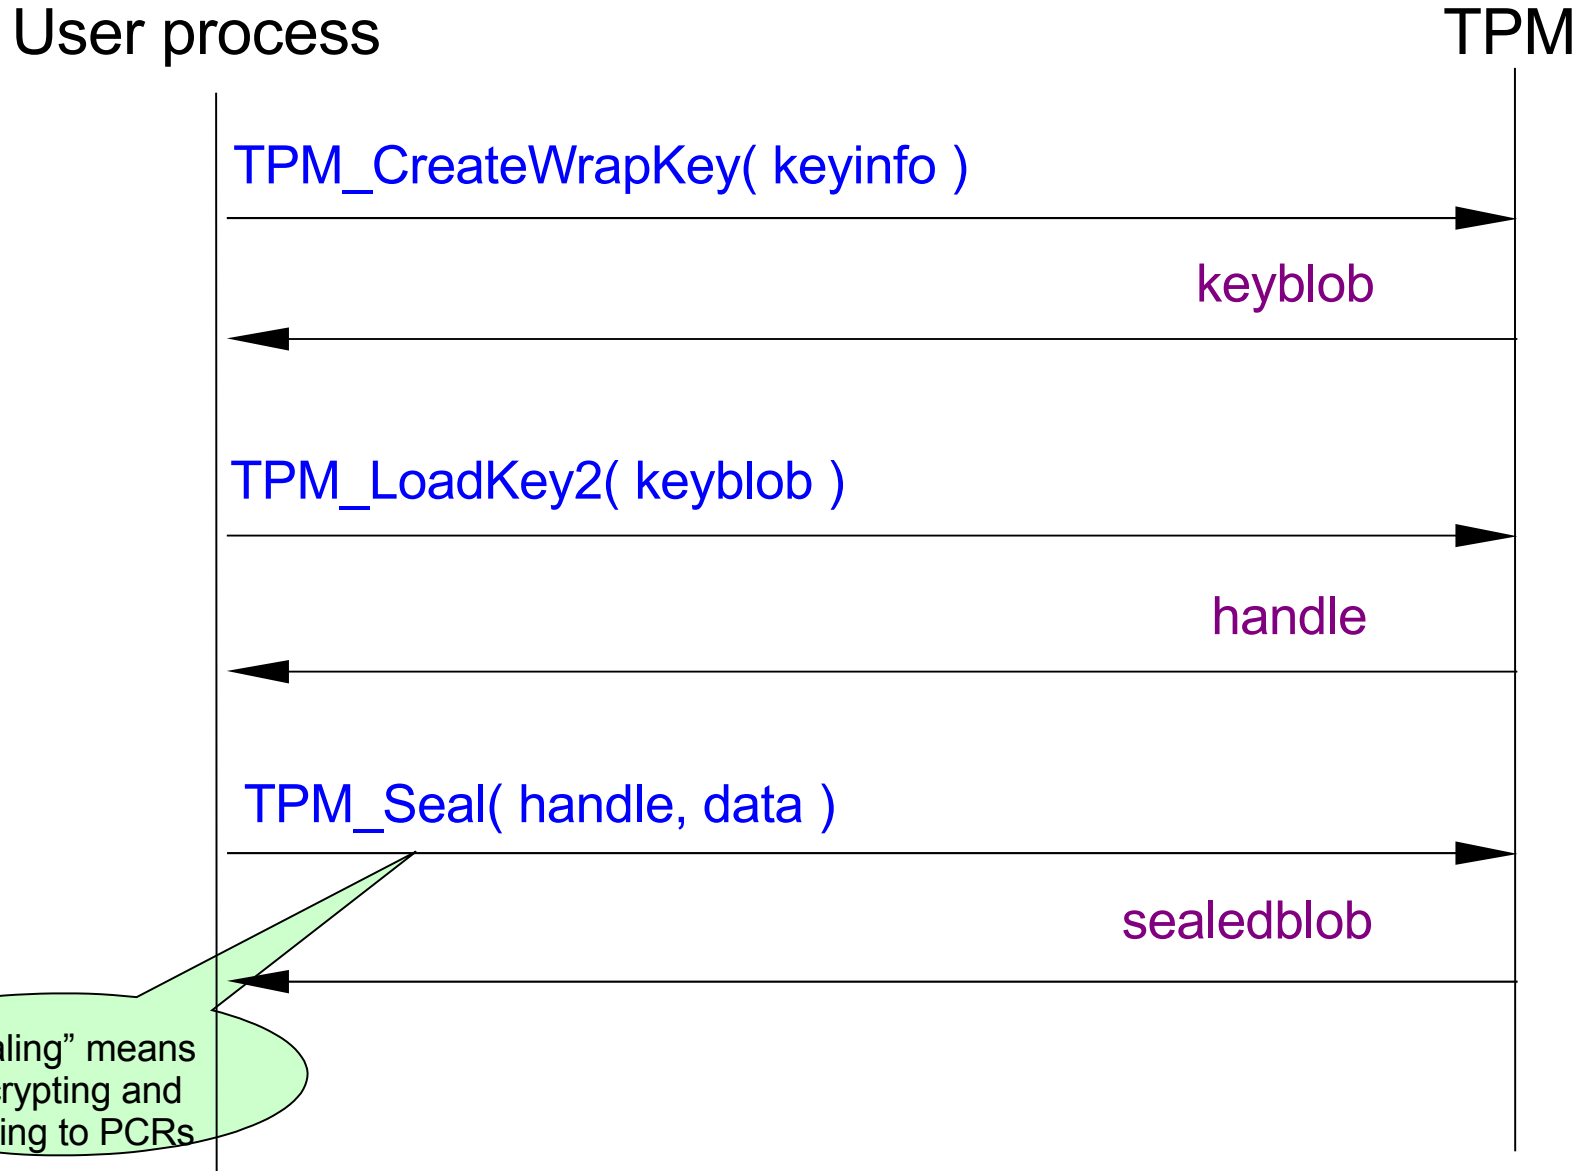 User process
TPM
TPM_CreateWrapKey( keyinfo )
keyblob
TPM_LoadKey2( keyblob )
handle
TPM_Seal( handle, data )
sealedblob
aling” means
rypting and
ing to PCRs